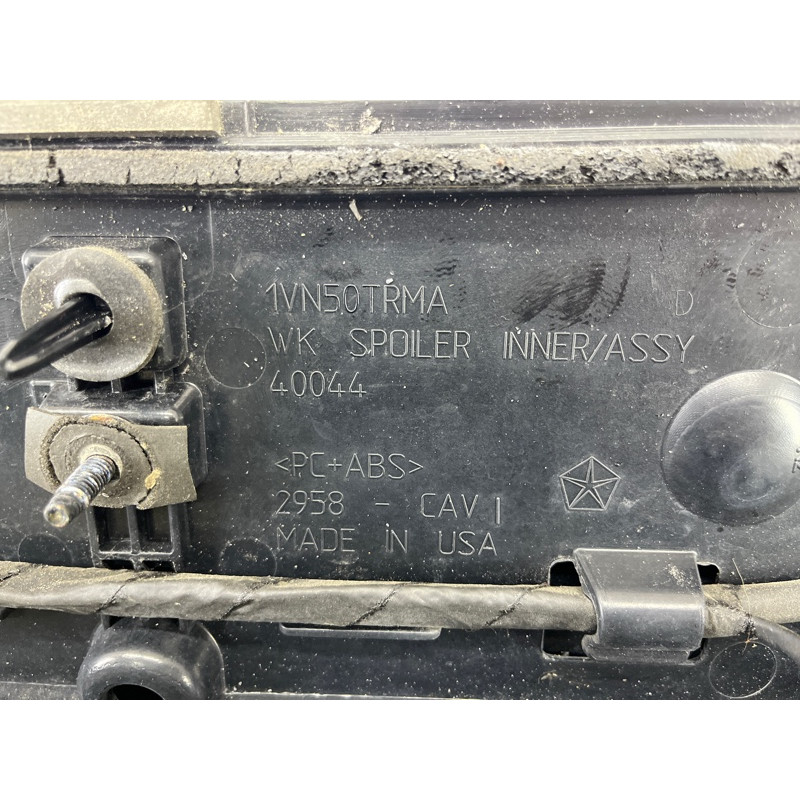 1VN50TRMA D
WK SPOILER INNER/ASSY
40044
<PC+ABS>
2958 - CAV I
MADE IN USA